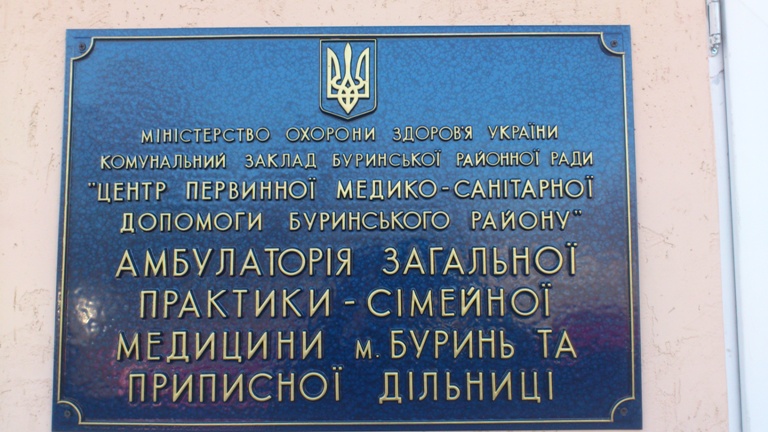 МІНІСТЕРСТВО ОХОРОНИ ЗДОРОВ'Я УКРАЇНИ
КОМУНАЛЬНИЙ ЗАКЛАД БУРИНСЬКОЇ РАЙОННОЇ РАДИ
"ЦЕНТР ПЕРВИННОЇ МЕДИКО-САНІТАРНОЇ
ДОПОМОГИ БУРИНСЬКОГО РАЙОНУ"
АМБУЛАТОРІЯ ЗАГАЛЬНОЇ
ПРАКТИКИ - СІМЕЙНОЇ
МЕДИЦИНИ м. БУРИНЬ ТА
ПРИПИСНОЇ ДІЛЬНИЦІ